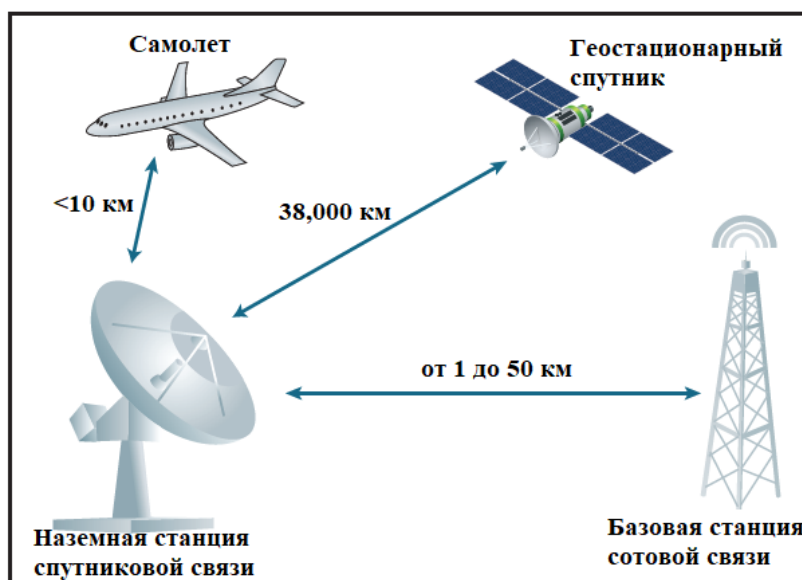 Самолет
Геостационарный
спутник
<10 км
38,000 км
от 1 до 50 км
Наземная станция
спутниковой связи
Базовая станция
сотовой связи